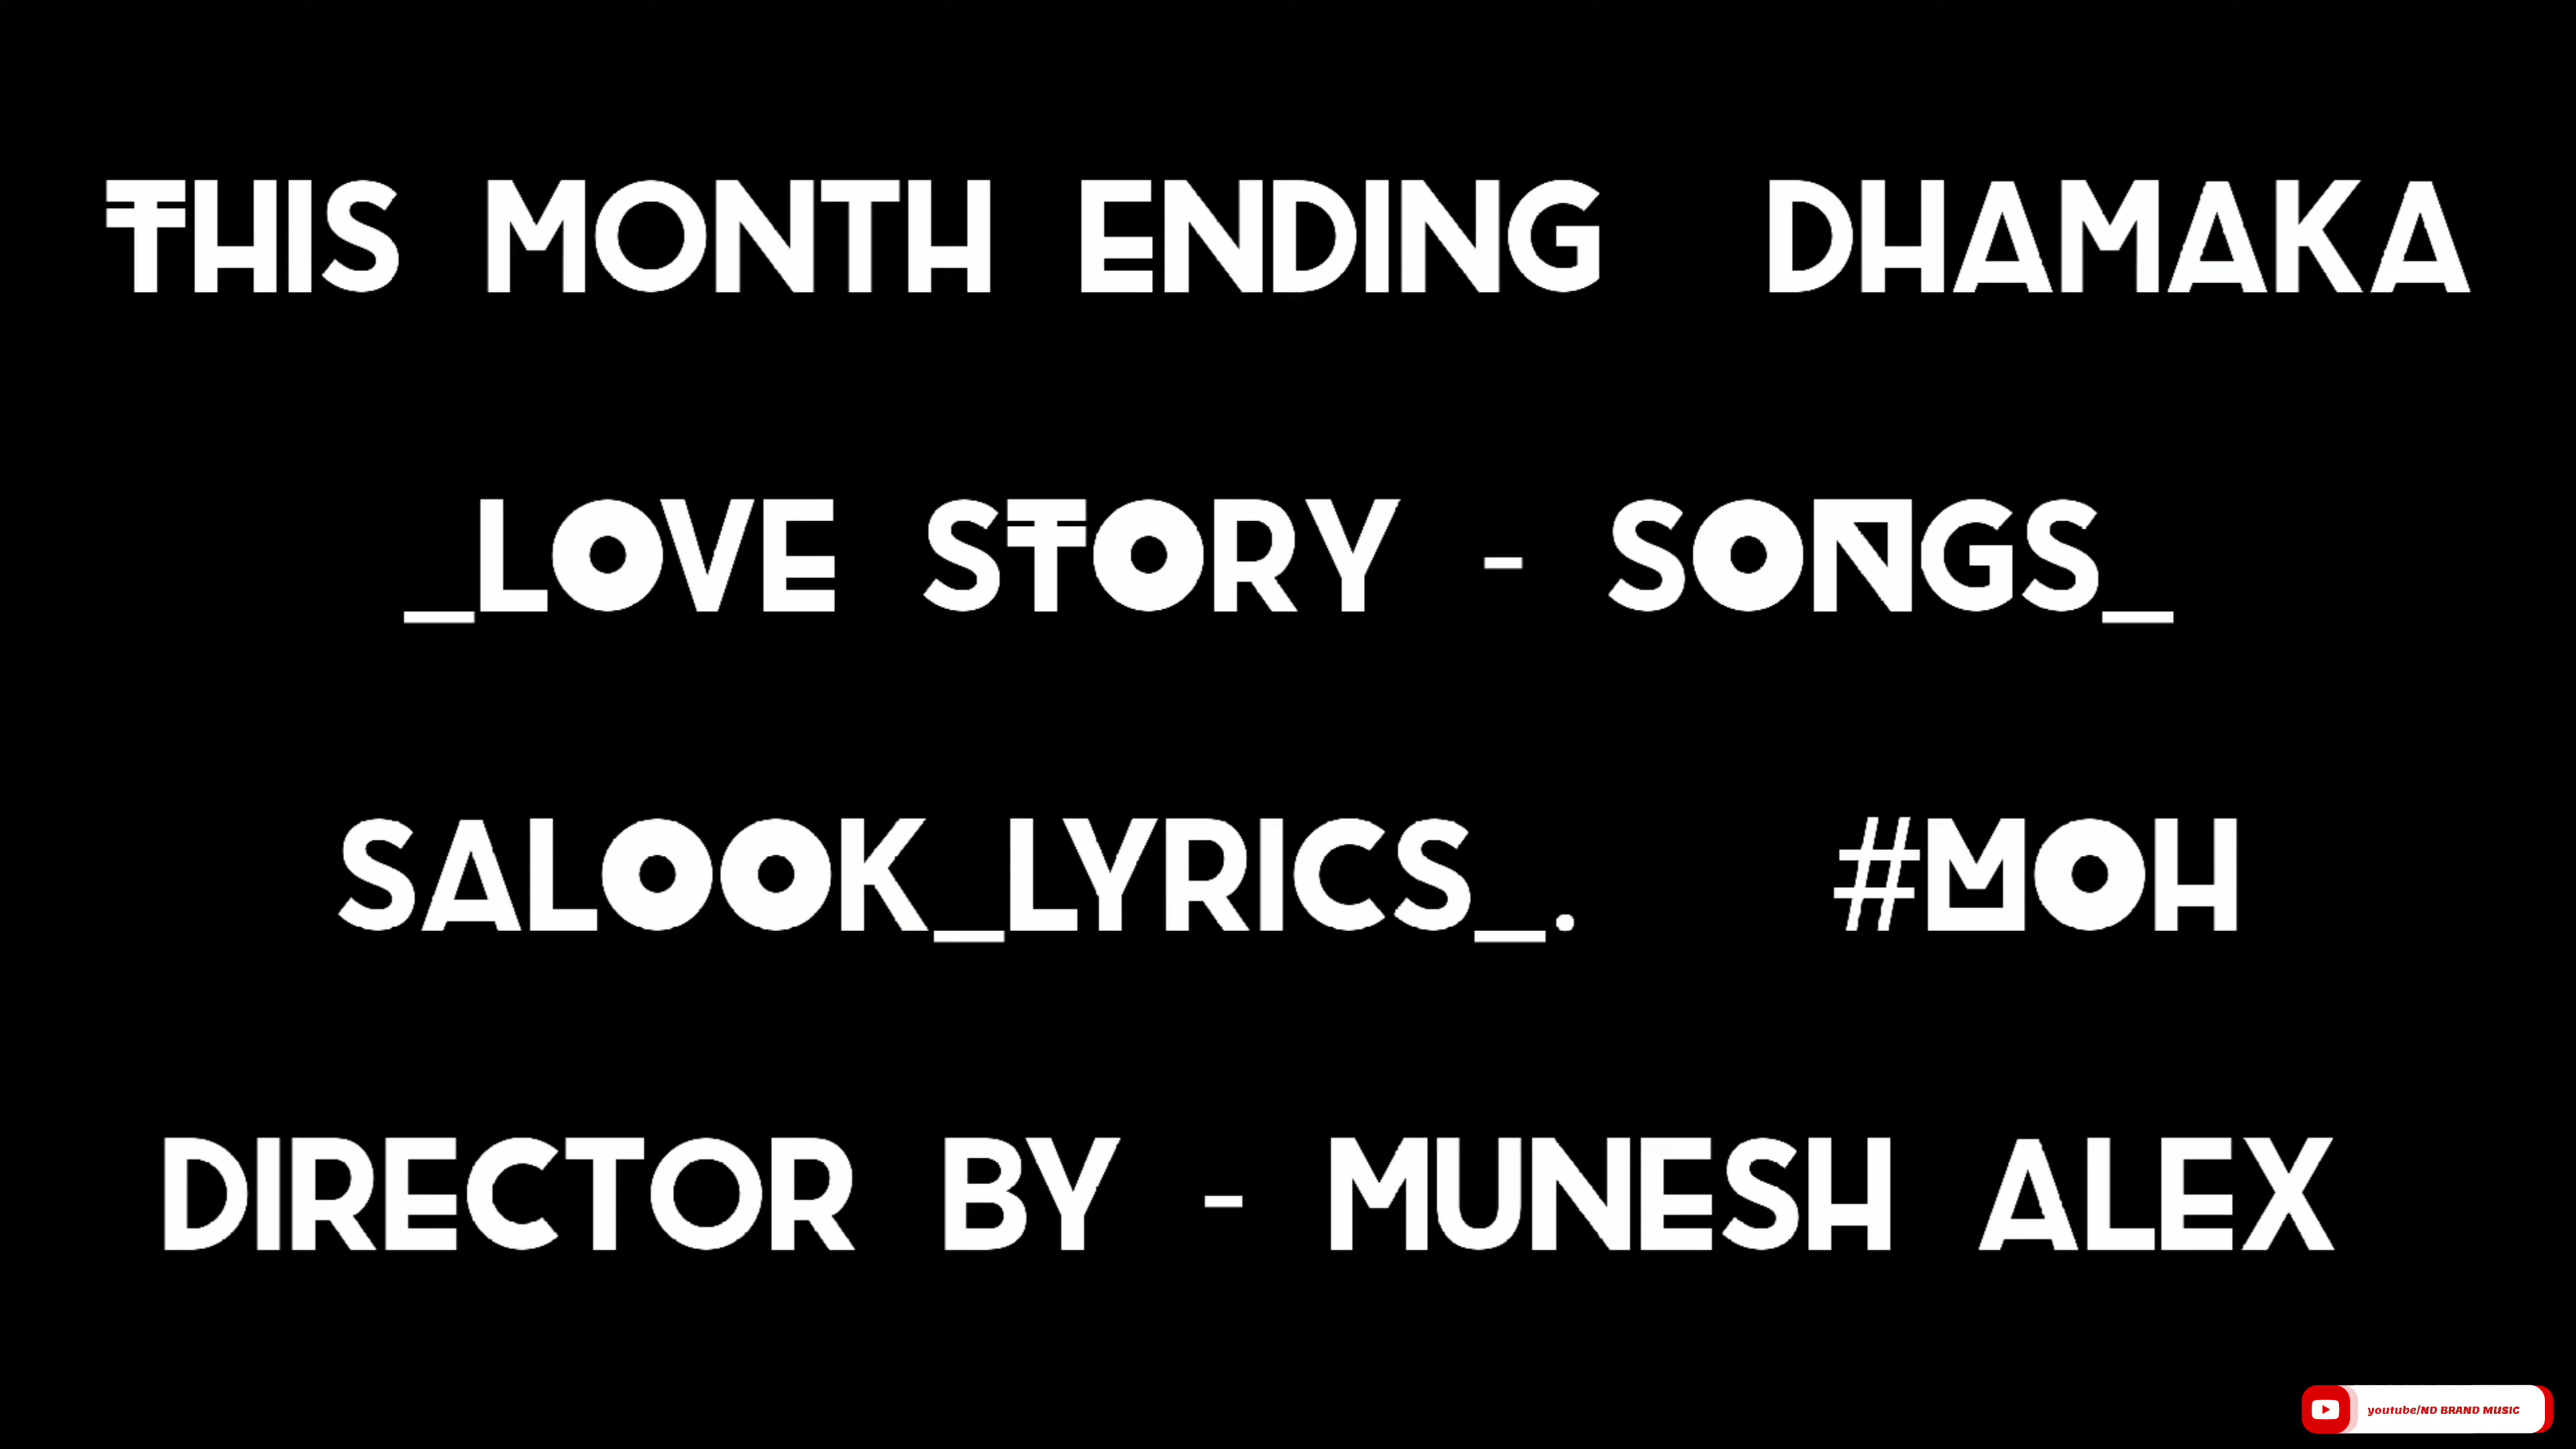 THIS MONTH ENDING DHAMAKA
_LOVE STORY - SONGS_
SALOOK_LYRICS_. #MOH
DIRECTOR BY - MUNESH ALEX
youtube/ND BRAND MUSIC